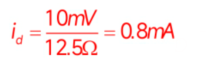 i_d = 10mV / 12.5Ω = 0.8mA